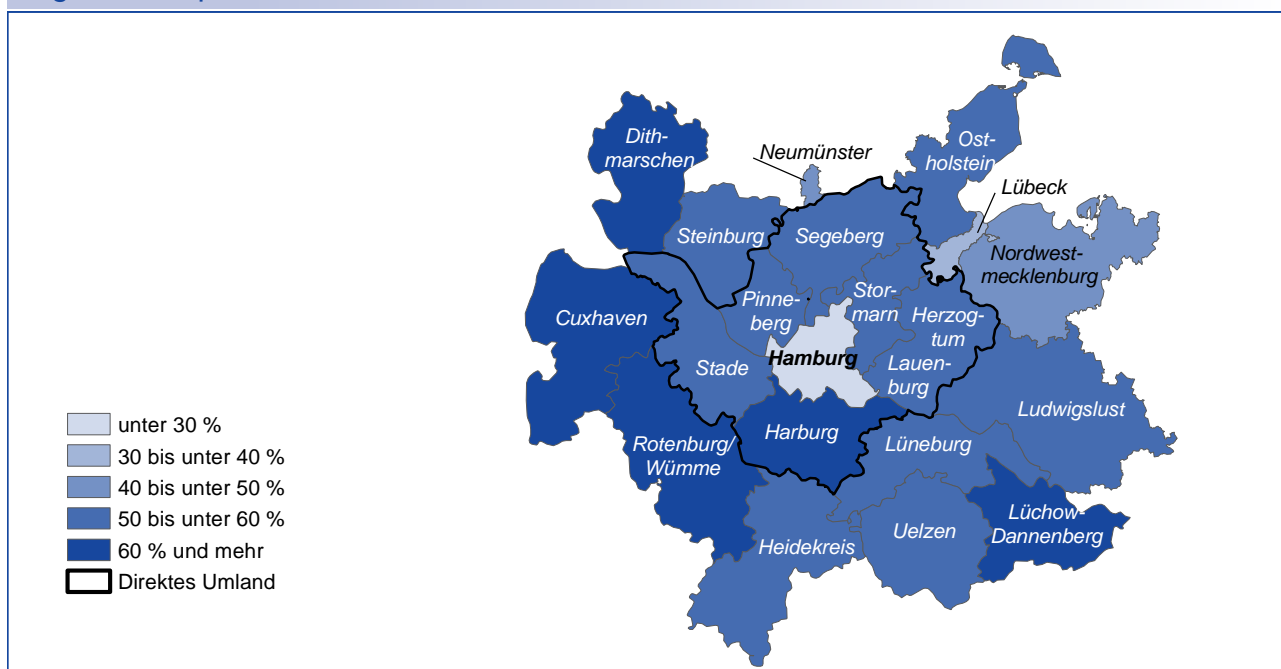 Dith-
marschen
Neumünster
Ost-
holstein
Lübeck
Steinburg
Segeberg
Nordwest-
mecklenburg
Cuxhaven
Pinne-
berg
Stor-
marn
Herzog-
tum
Lauen-
burg
Hamburg
Stade
Ludwigslust
Harburg
Rotenburg/
Wümme
Lüneburg
Lüchow-
Dannenberg
Uelzen
Heidekreis
unter 30 %
30 bis unter 40 %
40 bis unter 50 %
50 bis unter 60 %
60 % und mehr
Direktes Umland